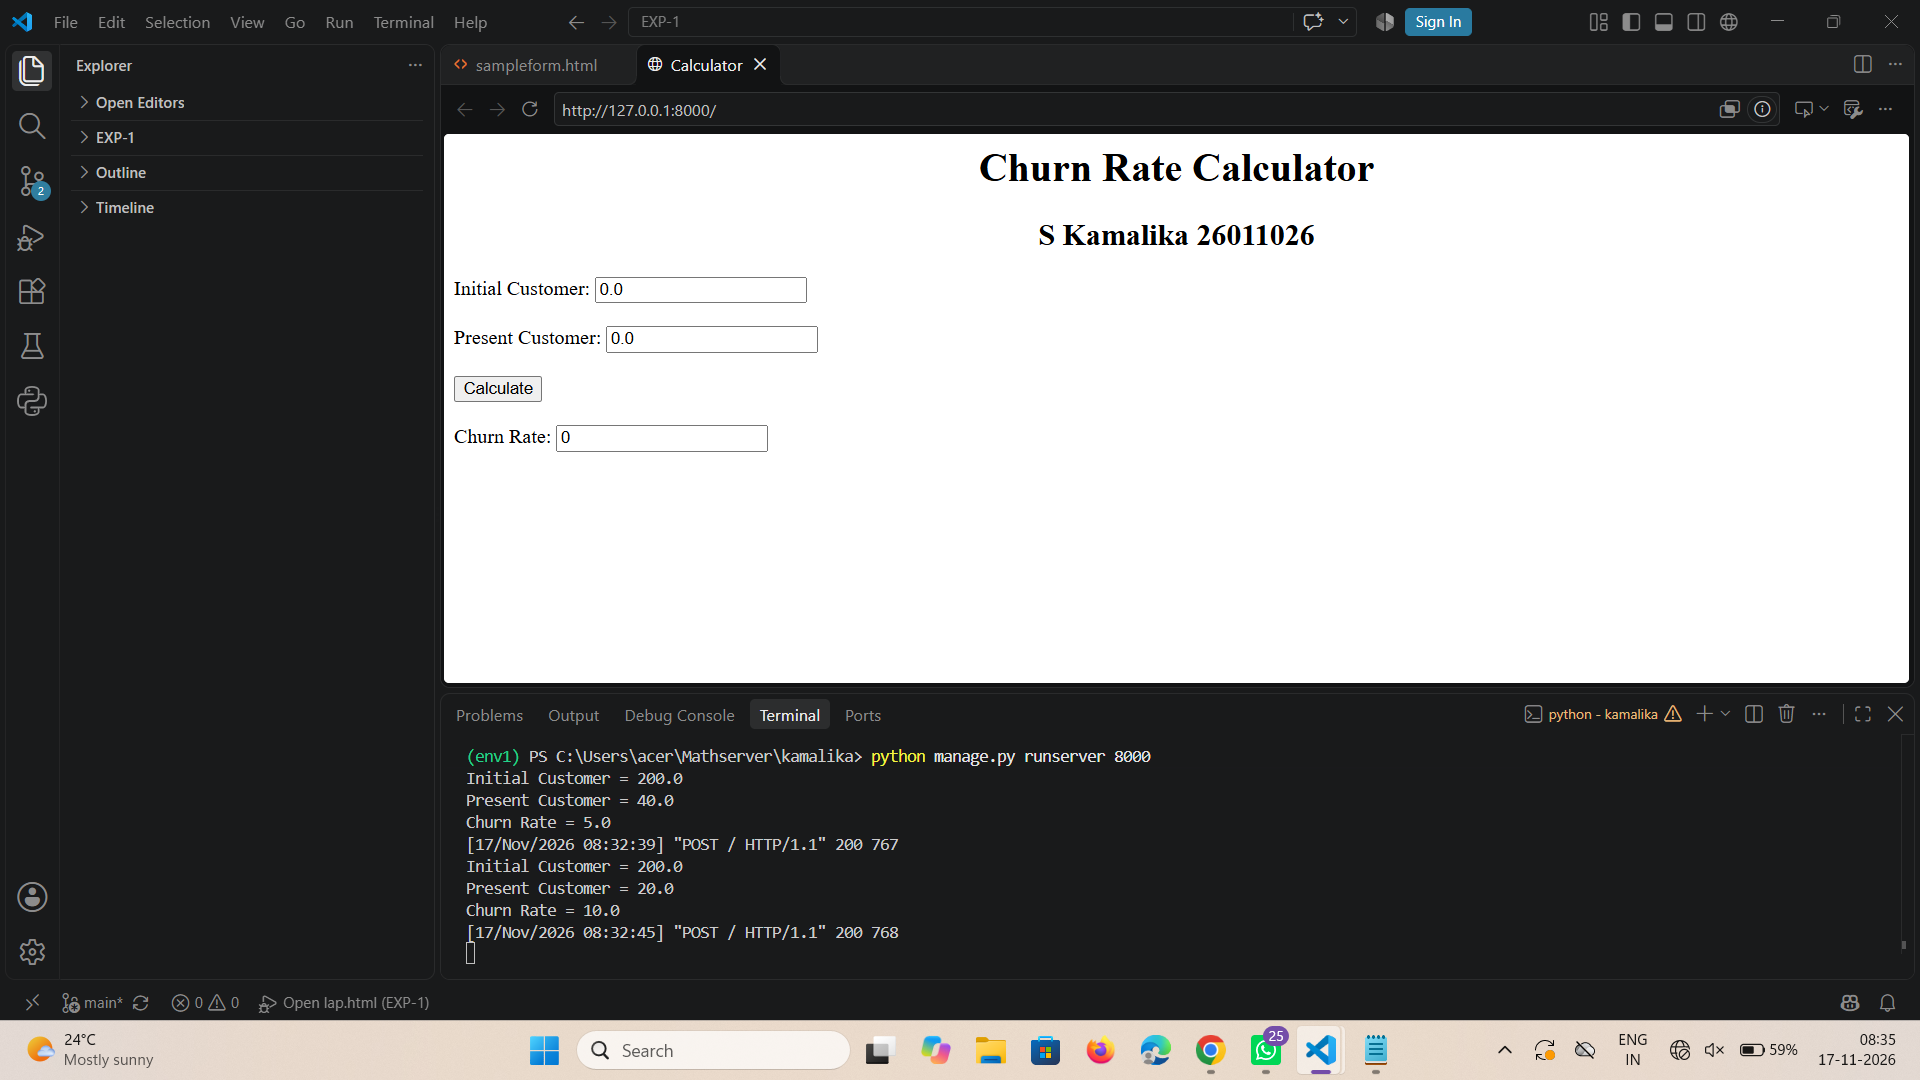 File Edit Selection View Go Run Terminal Help
EXP-1
Sign In
Explorer
Open Editors
EXP-1
Outline
Timeline
2
sampleform.html
Calculator
http://127.0.0.1:8000/
Churn Rate Calculator
S Kamalika 26011026
Initial Customer: 0.0
Present Customer: 0.0
Calculate
Churn Rate: 0
Problems Output Debug Console Terminal Ports
python - kamalika
(env1) PS C:\Users\acer\Mathserver\kamalika> python manage.py runserver 8000
Initial Customer = 200.0
Present Customer = 40.0
Churn Rate = 5.0
[17/Nov/2026 08:32:39] "POST / HTTP/1.1" 200 767
Initial Customer = 200.0
Present Customer = 20.0
Churn Rate = 10.0
[17/Nov/2026 08:32:45] "POST / HTTP/1.1" 200 768
main* 0 0 Open lap.html (EXP-1)
24°C
Mostly sunny
Search
25
ENG
IN
59%
08:35
17-11-2026